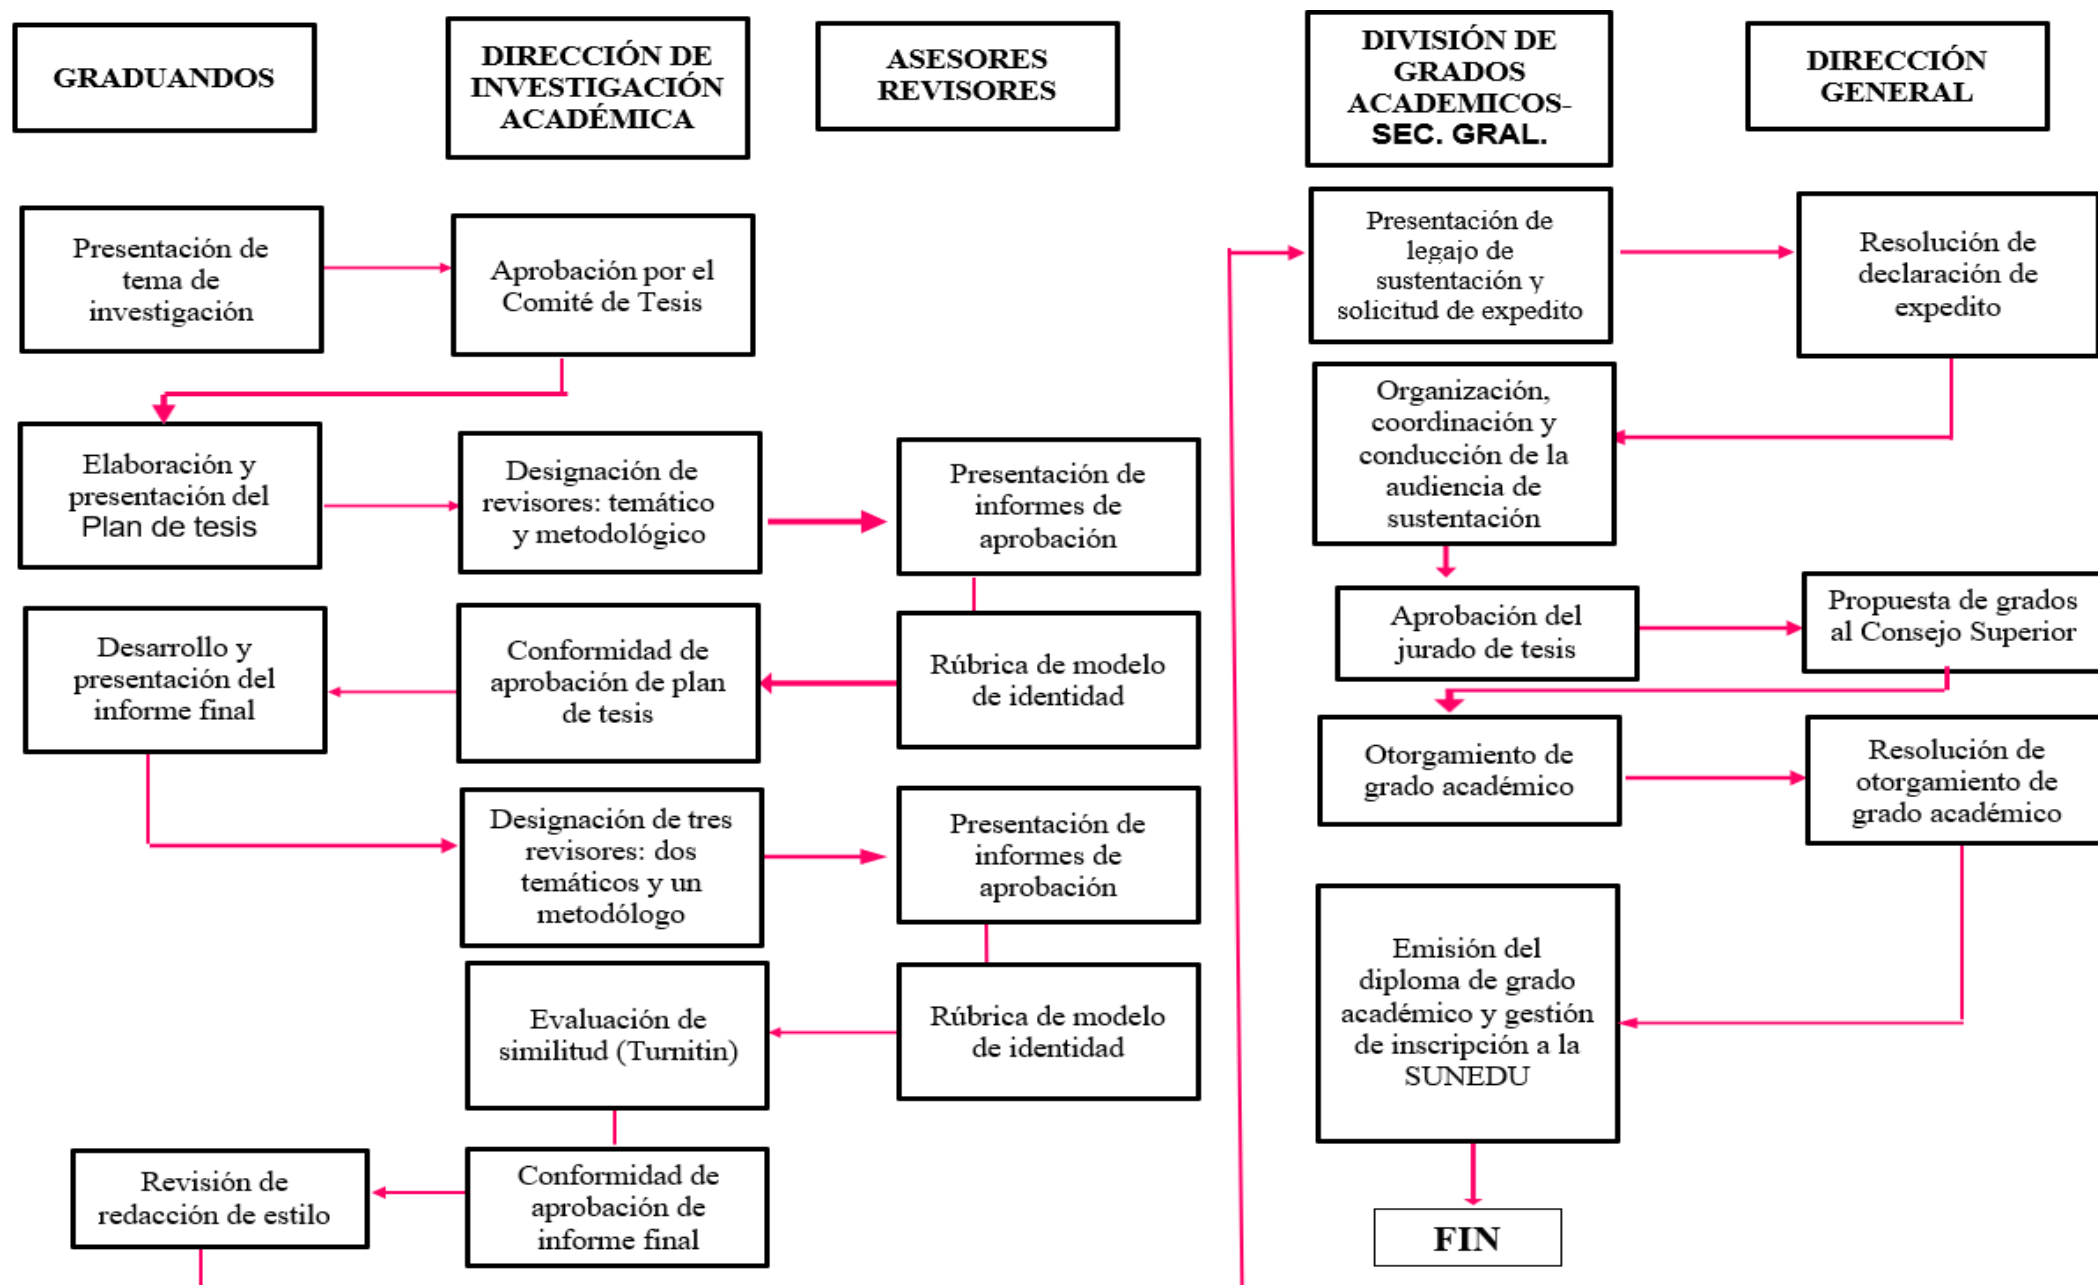 GRADUANDOS
DIRECCIÓN DE
INVESTIGACIÓN
ACADÉMICA
ASESORES
REVISORES
DIVISIÓN DE
GRADOS
ACADEMICOS-
SEC. GRAL.
DIRECCIÓN
GENERAL
Presentación de
tema de
investigación
Aprobación por el
Comité de Tesis
Elaboración y
presentación del
Plan de tesis
Designación de
revisores: temático
y metodológico
Presentación de
informes de
aprobación
Desarrollo y
presentación del
informe final
Conformidad de
aprobación de plan
de tesis
Rúbrica de modelo
de identidad
Designación de tres
revisores: dos
temáticos y un
metodólogo
Presentación de
informes de
aprobación
Evaluación de
similitud (Turnitin)
Rúbrica de modelo
de identidad
Revisión de
redacción de estilo
Conformidad de
aprobación de
informe final
Presentación de
legajo de
sustentación y
solicitud de expedito
Resolución de
declaración de
expedito
Organización,
coordinación y
conducción de la
audiencia de
sustentación
Aprobación del
jurado de tesis
Propuesta de grados
al Consejo Superior
Otorgamiento de
grado académico
Resolución de
otorgamiento de
grado académico
Emisión del
diploma de grado
académico y gestión
de inscripción a la
SUNEDU
FIN